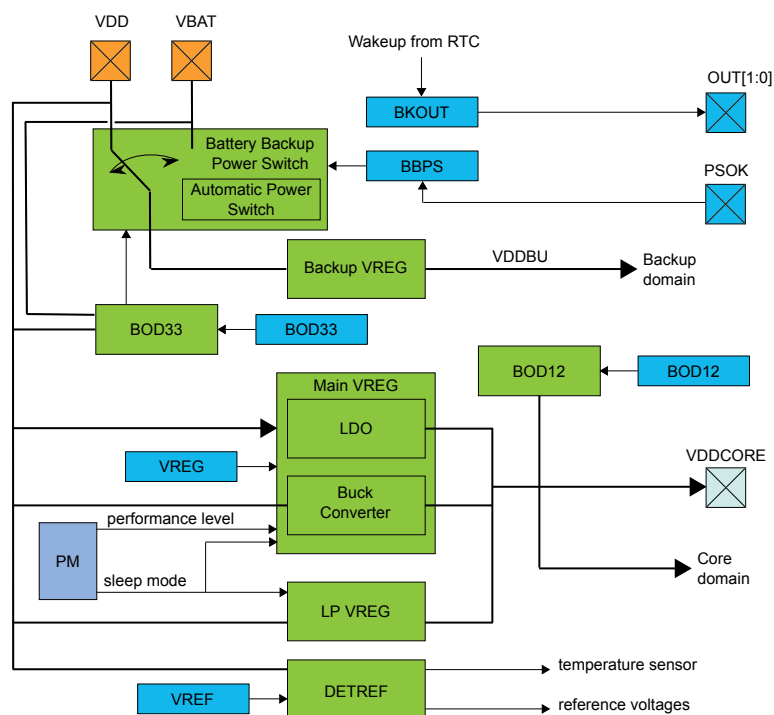 VDD
VBAT
Wakeup from RTC
OUT[1:0]
BKOUT
Battery Backup
Power Switch
BBPS
PSOK
Automatic Power
Switch
Backup VREG
VDDBU
Backup
domain
BOD33
BOD33
Main VREG
BOD12
BOD12
LDO
VREG
VDDCORE
Buck
Converter
performance level
PM
sleep mode
Core
domain
LP VREG
temperature sensor
VREF
DETREF
reference voltages